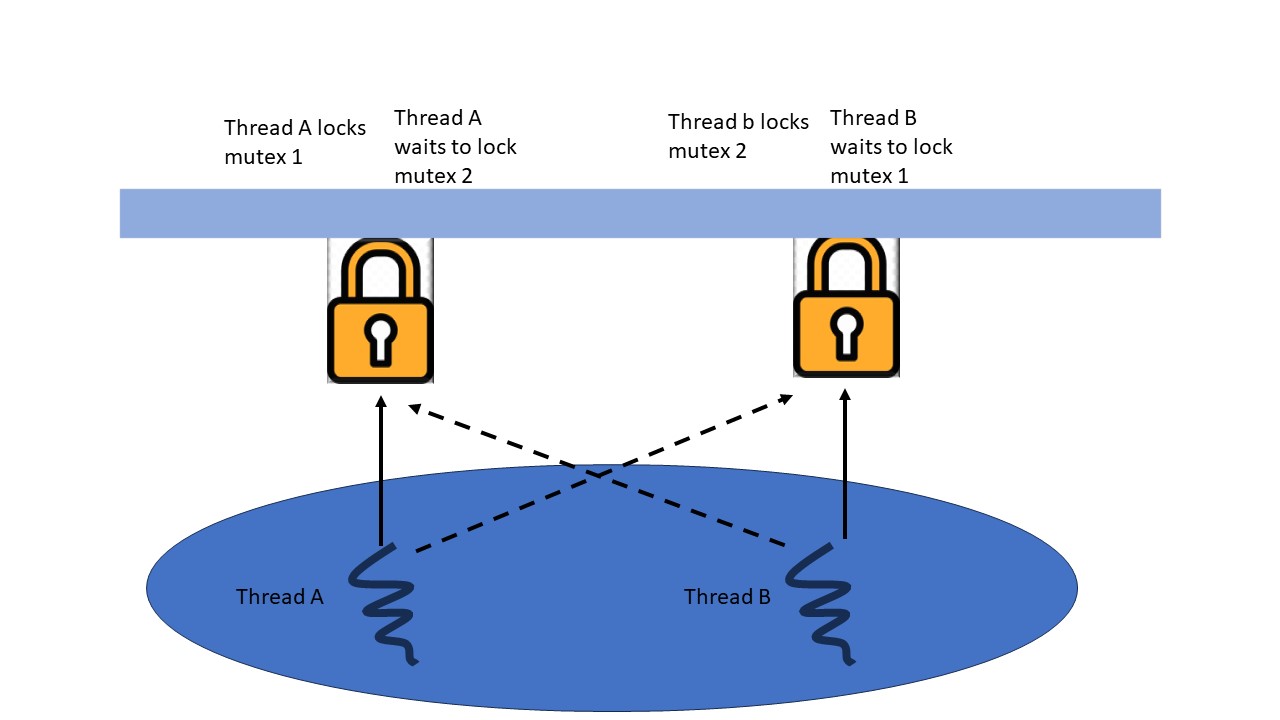 Thread A locks
mutex 1
Thread A
waits to lock
mutex 2
Thread b locks
mutex 2
Thread B
waits to lock
mutex 1
Thread A
Thread B